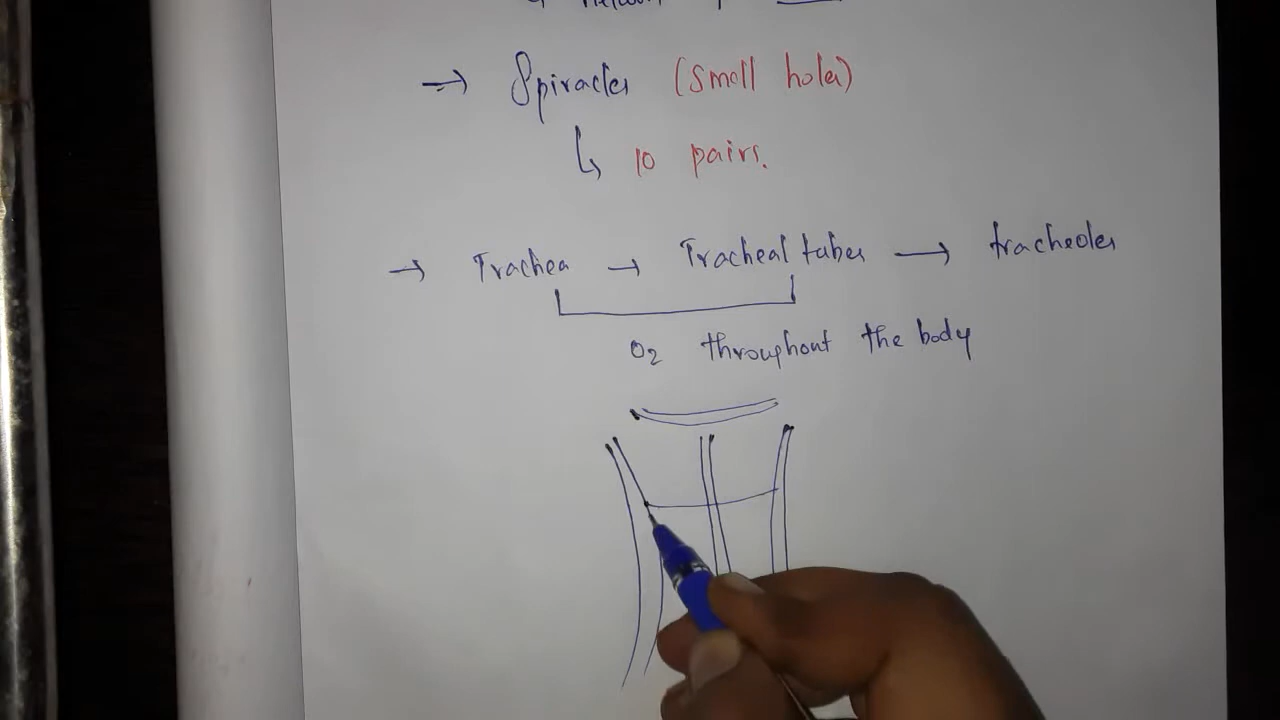 → Spiracles (Small holes)
↳ 10 pairs.
→ Trachea → Tracheal tubes → tracheoles
O2 throughout the body